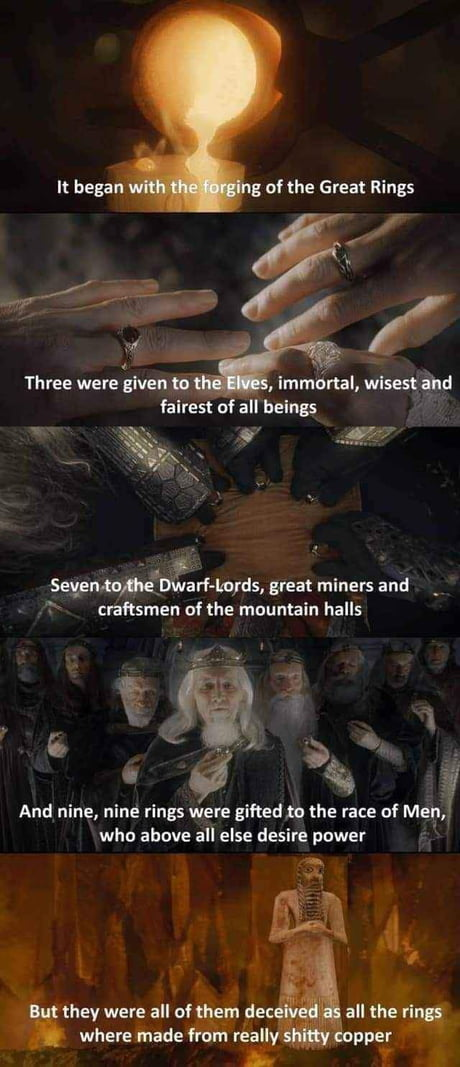 It began with the forging of the Great Rings
Three were given to the Elves, immortal, wisest and
fairest of all beings
Seven to the Dwarf-Lords, great miners and
craftsmen of the mountain halls
And nine, nine rings were gifted to the race of Men,
who above all else desire power
But they were all of them deceived as all the rings
where made from really shitty copper